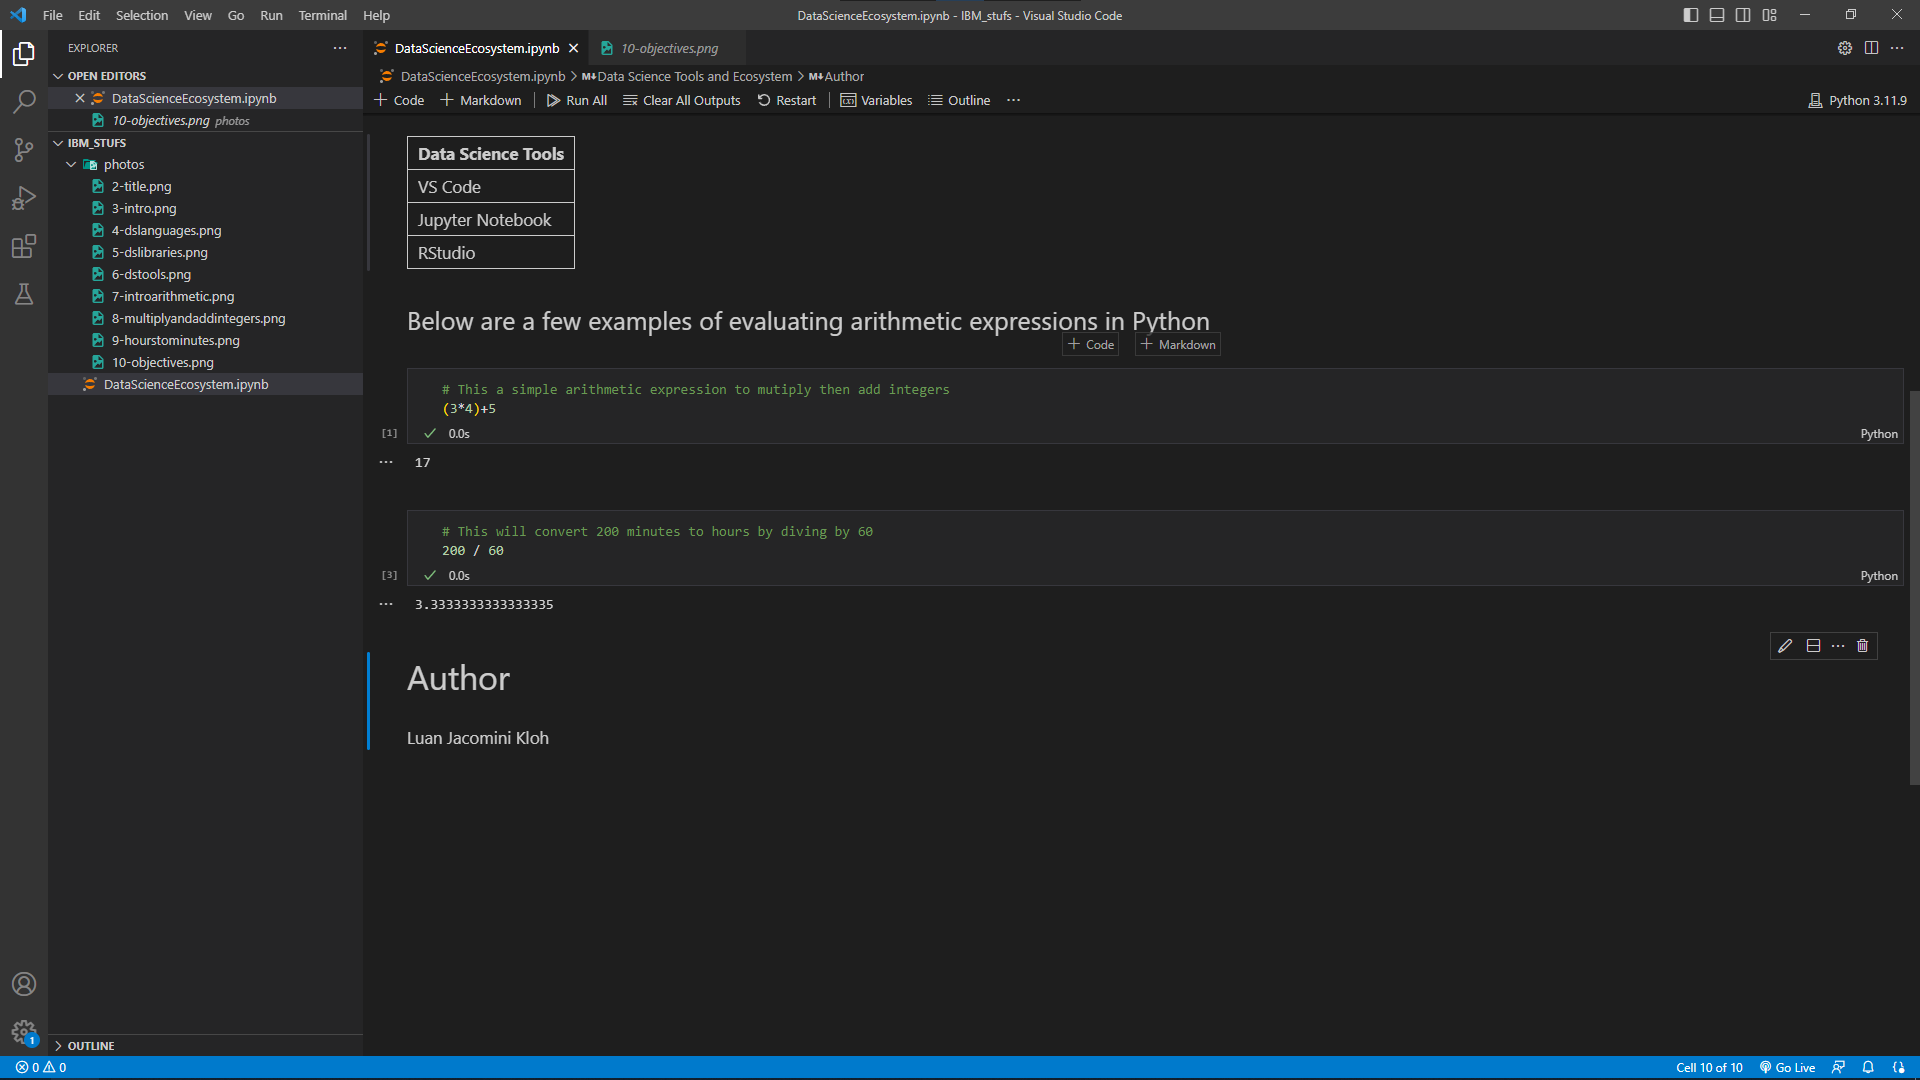 File Edit Selection View Go Run Terminal Help
DataScienceEcosystem.ipynb - IBM_stufs - Visual Studio Code
EXPLORER
OPEN EDITORS
DataScienceEcosystem.ipynb
10-objectives.png photos
IBM_STUFS
photos
2-title.png
3-intro.png
4-dslanguages.png
5-dslibraries.png
6-dstools.png
7-introarithmetic.png
8-multiplyandaddintegers.png
9-hourstominutes.png
10-objectives.png
DataScienceEcosystem.ipynb
OUTLINE
DataScienceEcosystem.ipynb 10-objectives.png
DataScienceEcosystem.ipynb > M↓Data Science Tools and Ecosystem > M↓Author
+ Code + Markdown | Run All Clear All Outputs Restart | Variables Outline ...
Python 3.11.9
Data Science Tools
VS Code
Jupyter Notebook
RStudio
Below are a few examples of evaluating arithmetic expressions in Python
+ Code + Markdown
# This a simple arithmetic expression to mutiply then add integers
(3*4)+5
[1] ✓ 0.0s Python
... 17
# This will convert 200 minutes to hours by diving by 60
200 / 60
[3] ✓ 0.0s Python
... 3.3333333333333335
Author
Luan Jacomini Kloh
1
0 0
Cell 10 of 10 Go Live